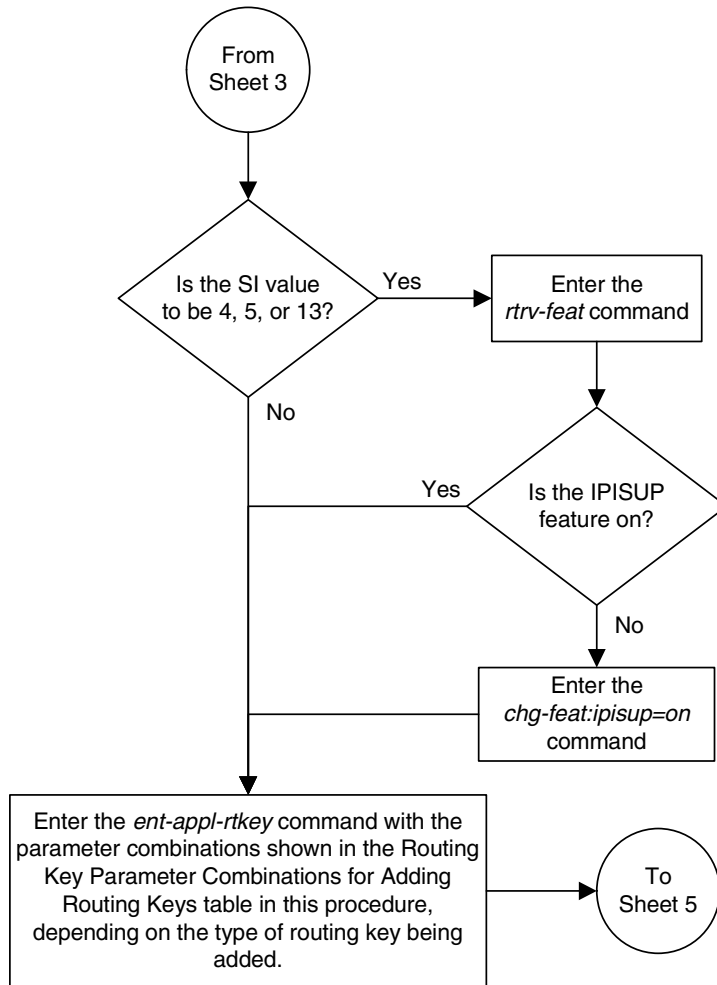 From
Sheet 3
Is the SI value
to be 4, 5, or 13?
Yes
Enter the
rtrv-feat command
No
Yes
Is the IPISUP
feature on?
No
Enter the
chg-feat:ipisup=on
command
Enter the ent-appl-rtkey command with the
parameter combinations shown in the Routing
Key Parameter Combinations for Adding
Routing Keys table in this procedure,
depending on the type of routing key being
added.
To
Sheet 5